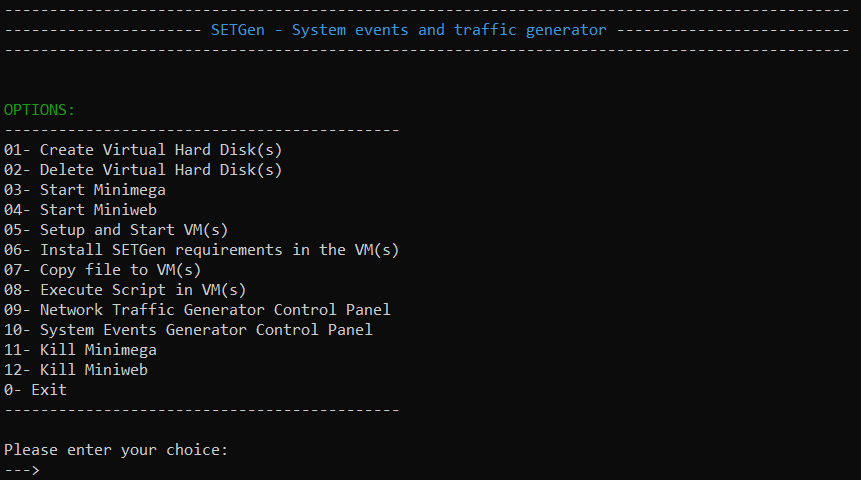 ----------------------------------------------------------------------------------------------
---------------------- SETGen - System events and traffic generator --------------------------
----------------------------------------------------------------------------------------------
OPTIONS:
--------------------------------------------
01- Create Virtual Hard Disk(s)
02- Delete Virtual Hard Disk(s)
03- Start Minimega
04- Start Miniweb
05- Setup and Start VM(s)
06- Install SETGen requirements in the VM(s)
07- Copy file to VM(s)
08- Execute Script in VM(s)
09- Network Traffic Generator Control Panel
10- System Events Generator Control Panel
11- Kill Minimega
12- Kill Miniweb
0- Exit
--------------------------------------------
Please enter your choice:
--->